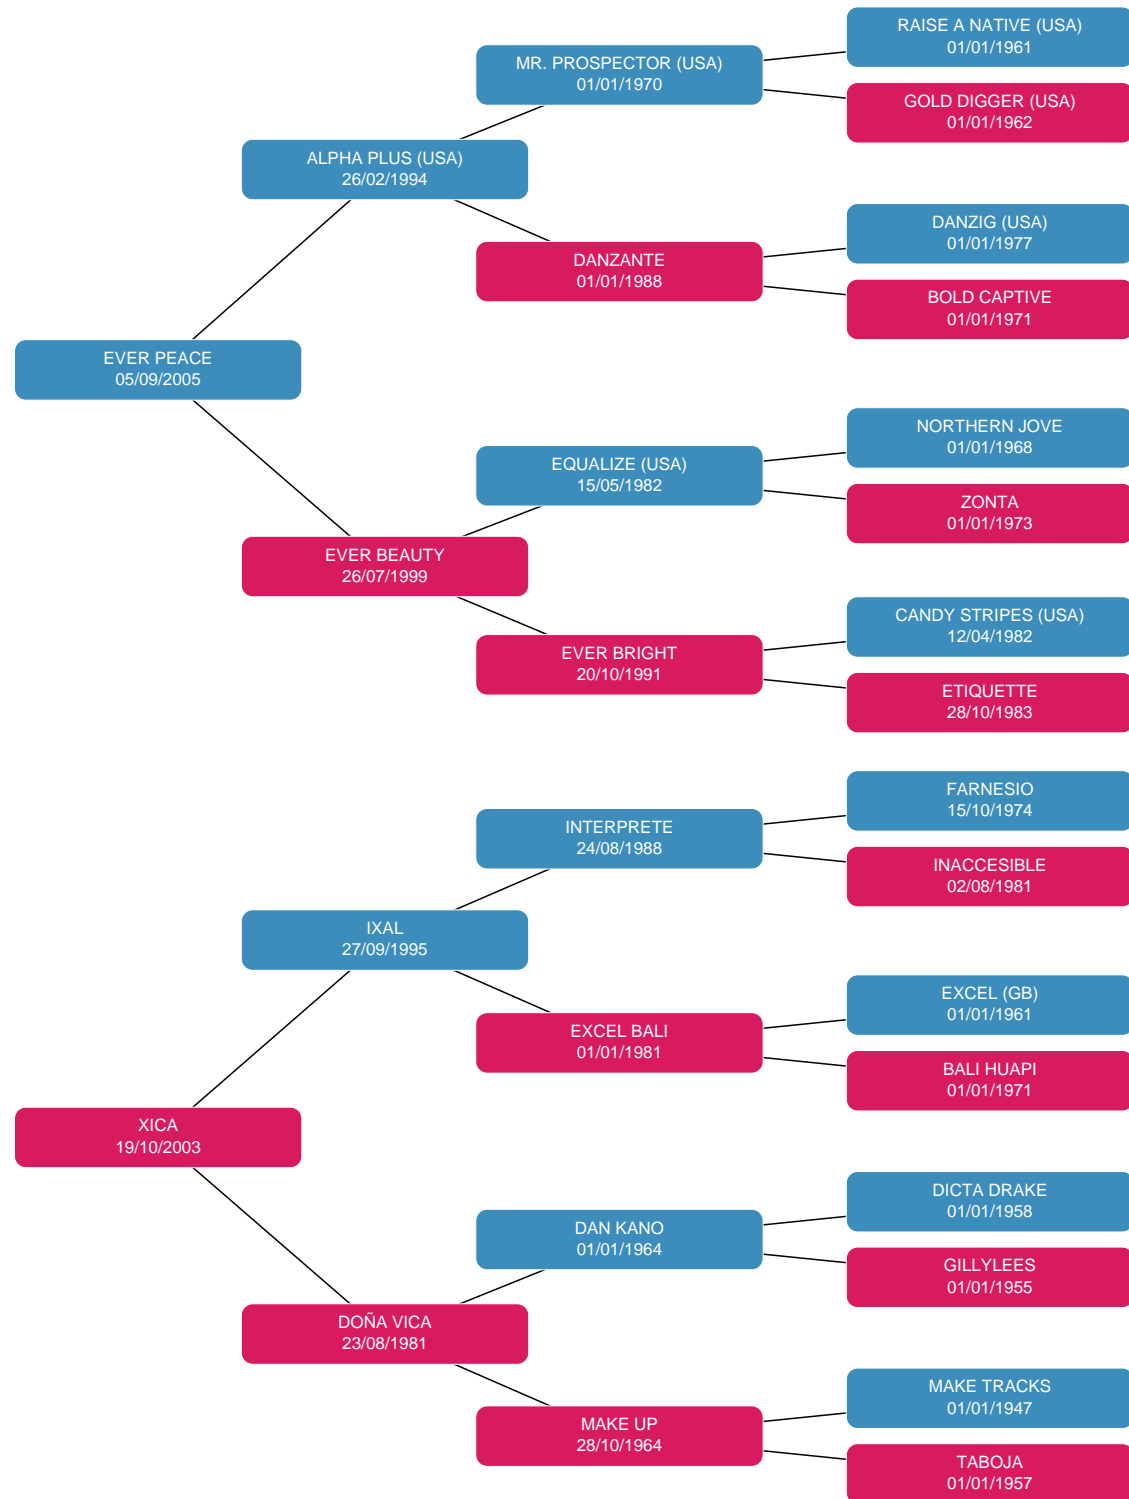 RAISE A NATIVE (USA)
01/01/1961
MR. PROSPECTOR (USA)
01/01/1970
GOLD DIGGER (USA)
01/01/1962
ALPHA PLUS (USA)
26/02/1994
DANZIG (USA)
01/01/1977
DANZANTE
01/01/1988
BOLD CAPTIVE
01/01/1971
EVER PEACE
05/09/2005
NORTHERN JOVE
01/01/1968
EQUALIZE (USA)
15/05/1982
ZONTA
01/01/1973
EVER BEAUTY
26/07/1999
CANDY STRIPES (USA)
12/04/1982
EVER BRIGHT
20/10/1991
ETIQUETTE
28/10/1983
FARNESIO
15/10/1974
INTERPRETE
24/08/1988
INACCESIBLE
02/08/1981
IXAL
27/09/1995
EXCEL (GB)
01/01/1961
EXCEL BALI
01/01/1981
BALI HUAPI
01/01/1971
XICA
19/10/2003
DICTA DRAKE
01/01/1958
DAN KANO
01/01/1964
GILLYLEES
01/01/1955
DOÑA VICA
23/08/1981
MAKE TRACKS
01/01/1947
MAKE UP
28/10/1964
TABOJA
01/01/1957